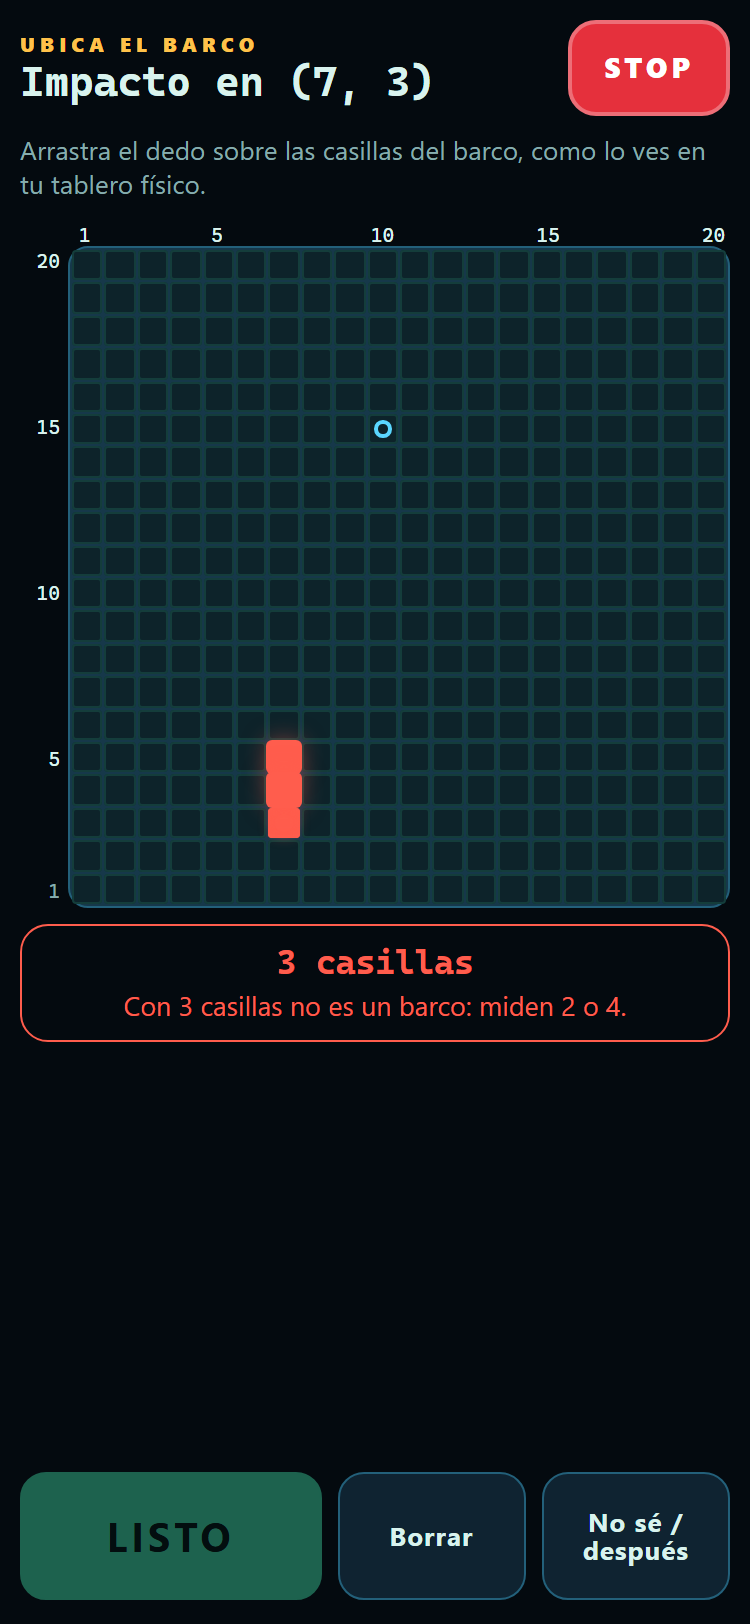 UBICA EL BARCO
Impacto en (7, 3)
STOP
Arrastra el dedo sobre las casillas del barco, como lo ves en
tu tablero físico.
1 5 10 15 20
20
15
10
5
1
3 casillas
Con 3 casillas no es un barco: miden 2 o 4.
LISTO
Borrar
No sé /
después